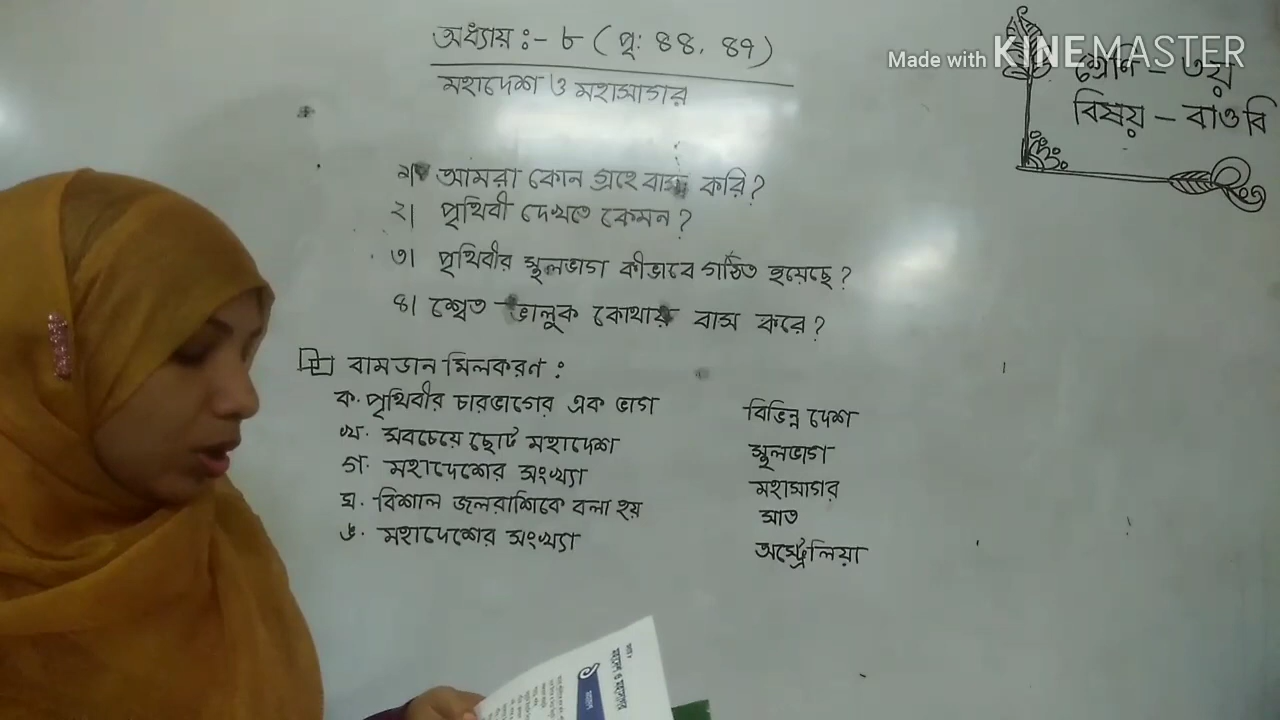 অধ্যায় :- ৮ ( পৃ: ৪৪, ৪৭ )
মহাদেশ ও মহাসাগর
Made with KINEMASTER
শ্রেণি - ৩য়
বিষয় - বাওবি
১। আমরা কোন গ্রহে বাস করি?
২। পৃথিবী দেখতে কেমন?
৩। পৃথিবীর স্থলভাগ কীভাবে গঠিত হয়েছে?
৪। শ্বেত ভালুক কোথায় বাস করে?
বামডান মিলকরন :
ক. পৃথিবীর চারভাগের এক ভাগ বিভিন্ন দেশ
খ. সবচেয়ে ছোট মহাদেশ স্থলভাগ
গ. মহাদেশের সংখ্যা মহাসাগর
ঘ. বিশাল জলরাশিকে বলা হয় সাত
ঙ. মহাদেশের সংখ্যা অস্ট্রেলিয়া